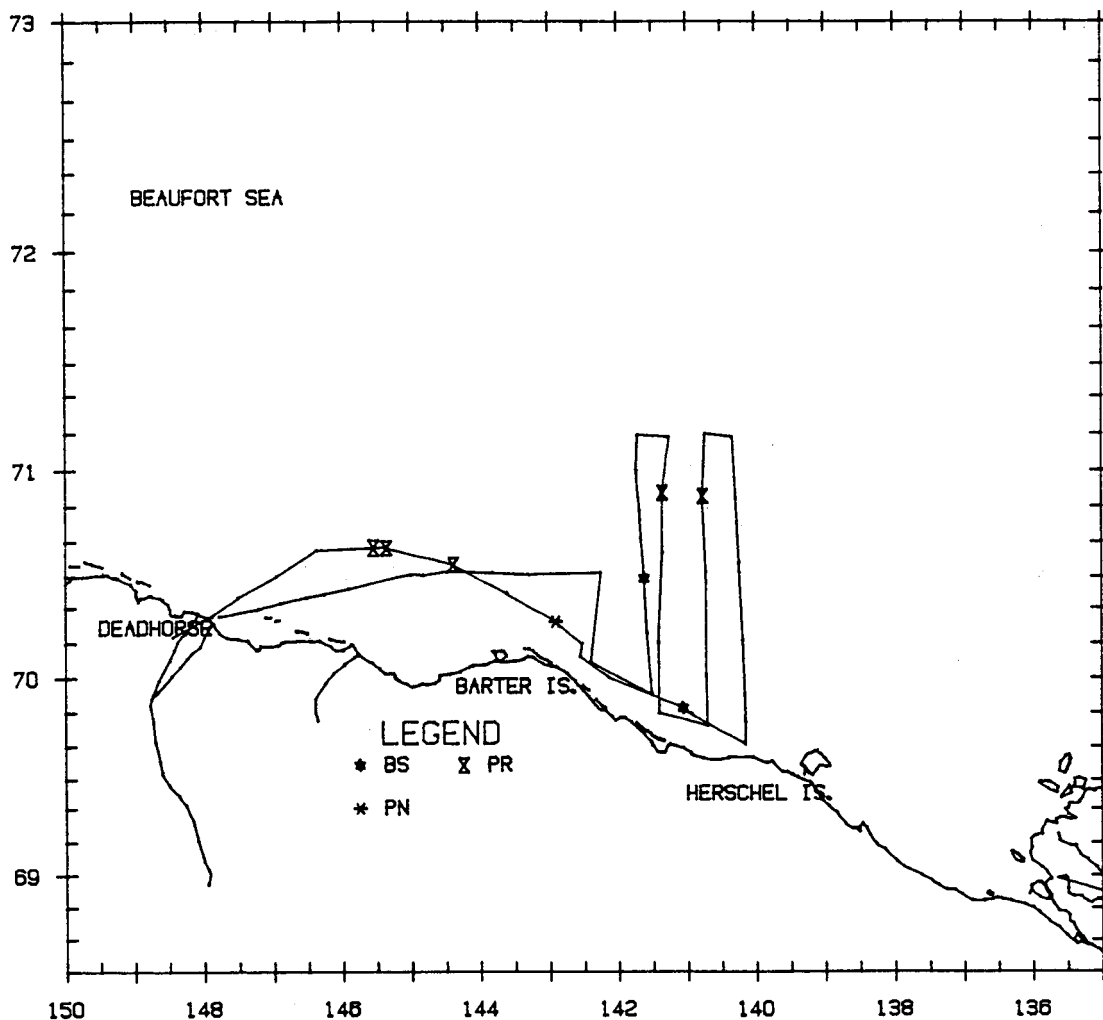 73
BEAUFORT SEA
72
71
DEADHORSE
70
BARTER IS.
LEGEND
BS PR
HERSCHEL IS.
PN
69
150 148 146 144 142 140 138 136